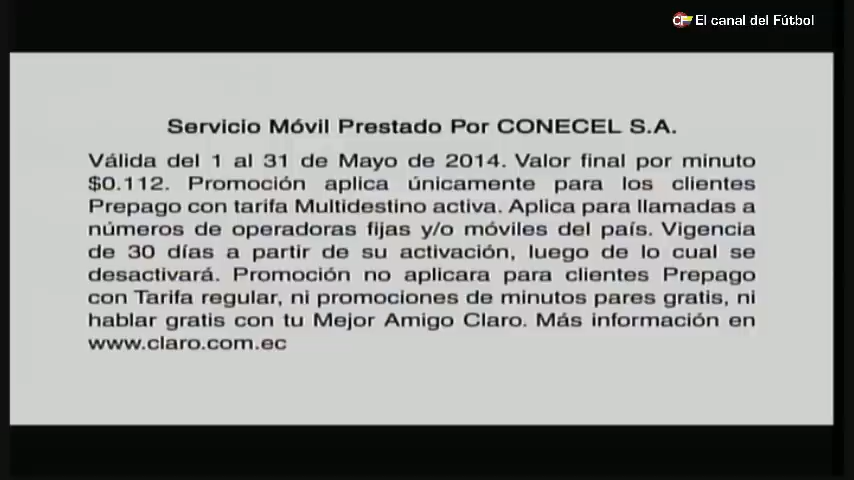 El canal del Fútbol
Servicio Móvil Prestado Por CONECEL S.A.
Válida del 1 al 31 de Mayo de 2014. Valor final por minuto
$0.112. Promoción aplica únicamente para los clientes
Prepago con tarifa Multidestino activa. Aplica para llamadas a
números de operadoras fijas y/o móviles del país. Vigencia
de 30 días a partir de su activación, luego de lo cual se
desactivará. Promoción no aplicara para clientes Prepago
con Tarifa regular, ni promociones de minutos pares gratis, ni
hablar gratis con tu Mejor Amigo Claro. Más información en
www.claro.com.ec